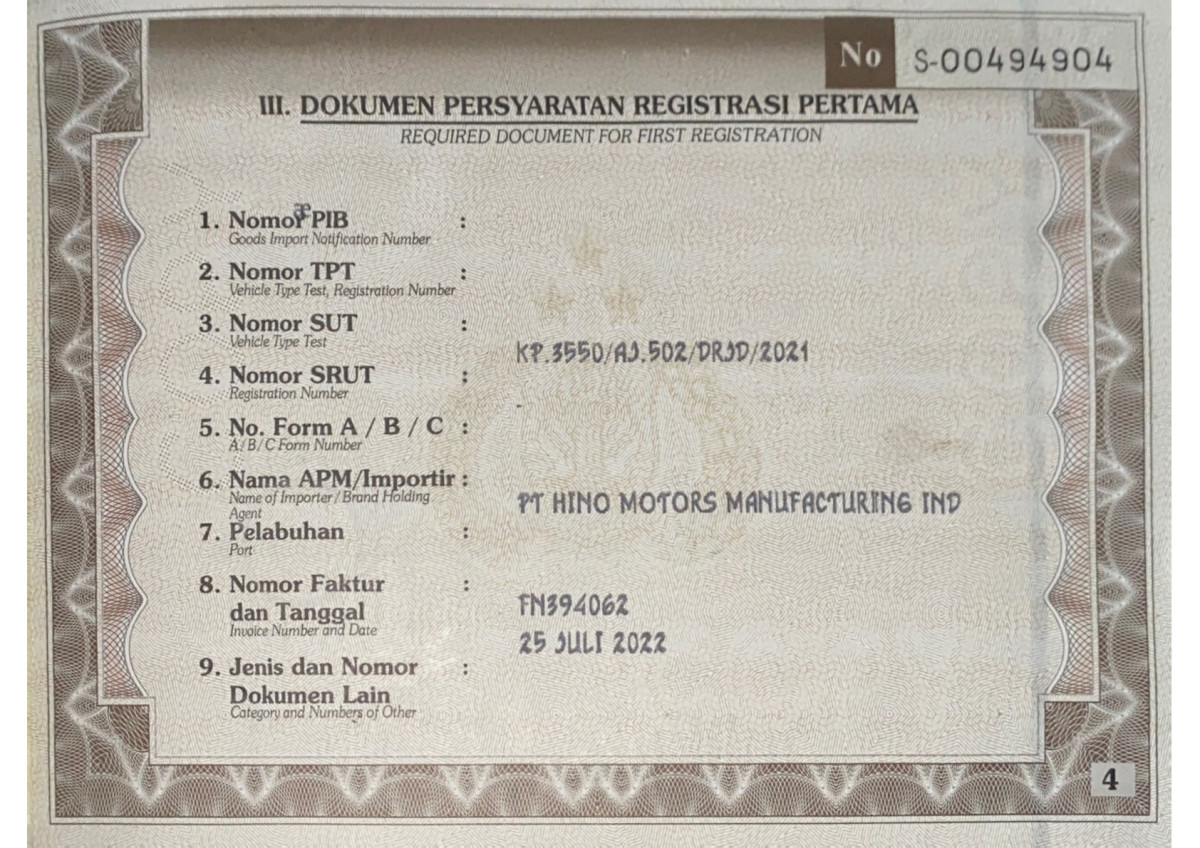 No S-00494904
III. DOKUMEN PERSYARATAN REGISTRASI PERTAMA
REQUIRED DOCUMENT FOR FIRST REGISTRATION
1. Nomor PIB :
Goods Import Notification Number
2. Nomor TPT :
Vehicle Type Test, Registration Number
3. Nomor SUT :
Vehicle Type Test
KP.3550/AJ.502/DRJD/2021
4. Nomor SRUT :
Registration Number
-
5. No. Form A / B / C :
A/B/C Form Number
6. Nama APM/Importir :
Name of Importer / Brand Holding
Agent
PT HINO MOTORS MANUFACTURING IND
7. Pelabuhan :
Port
8. Nomor Faktur :
dan Tanggal
Invoice Number and Date
FN394062
25 JULI 2022
9. Jenis dan Nomor :
Dokumen Lain
Category and Numbers of Other
4